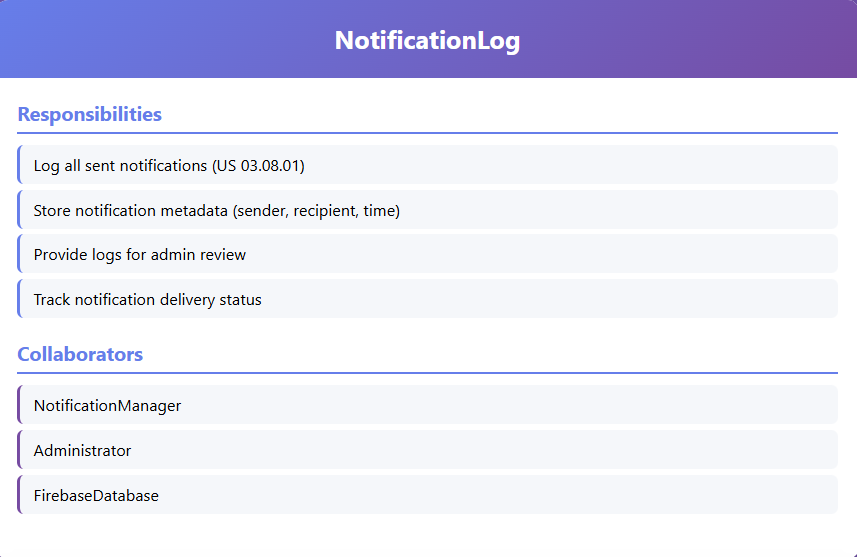 NotificationLog
Responsibilities
Log all sent notifications (US 03.08.01)
Store notification metadata (sender, recipient, time)
Provide logs for admin review
Track notification delivery status
Collaborators
NotificationManager
Administrator
FirebaseDatabase